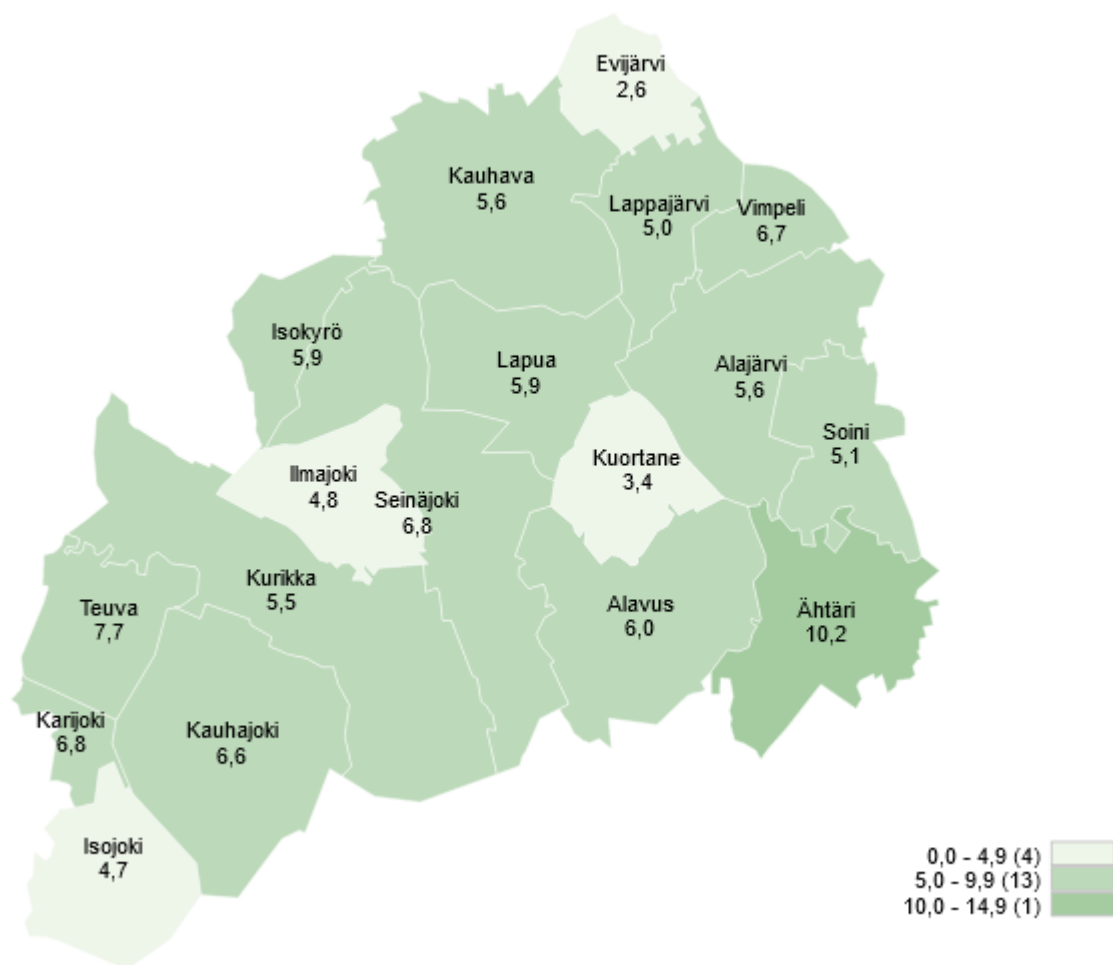 Evijärvi
2,6
Kauhava
5,6
Lappajärvi
5,0
Vimpeli
6,7
Isokyrö
5,9
Lapua
5,9
Alajärvi
5,6
Soini
5,1
Ilmajoki
4,8
Seinäjoki
6,8
Kuortane
3,4
Kurikka
5,5
Teuva
7,7
Alavus
6,0
Ähtäri
10,2
Karijoki
6,8
Kauhajoki
6,6
Isojoki
4,7
0,0 - 4,9 (4)
5,0 - 9,9 (13)
10,0 - 14,9 (1)